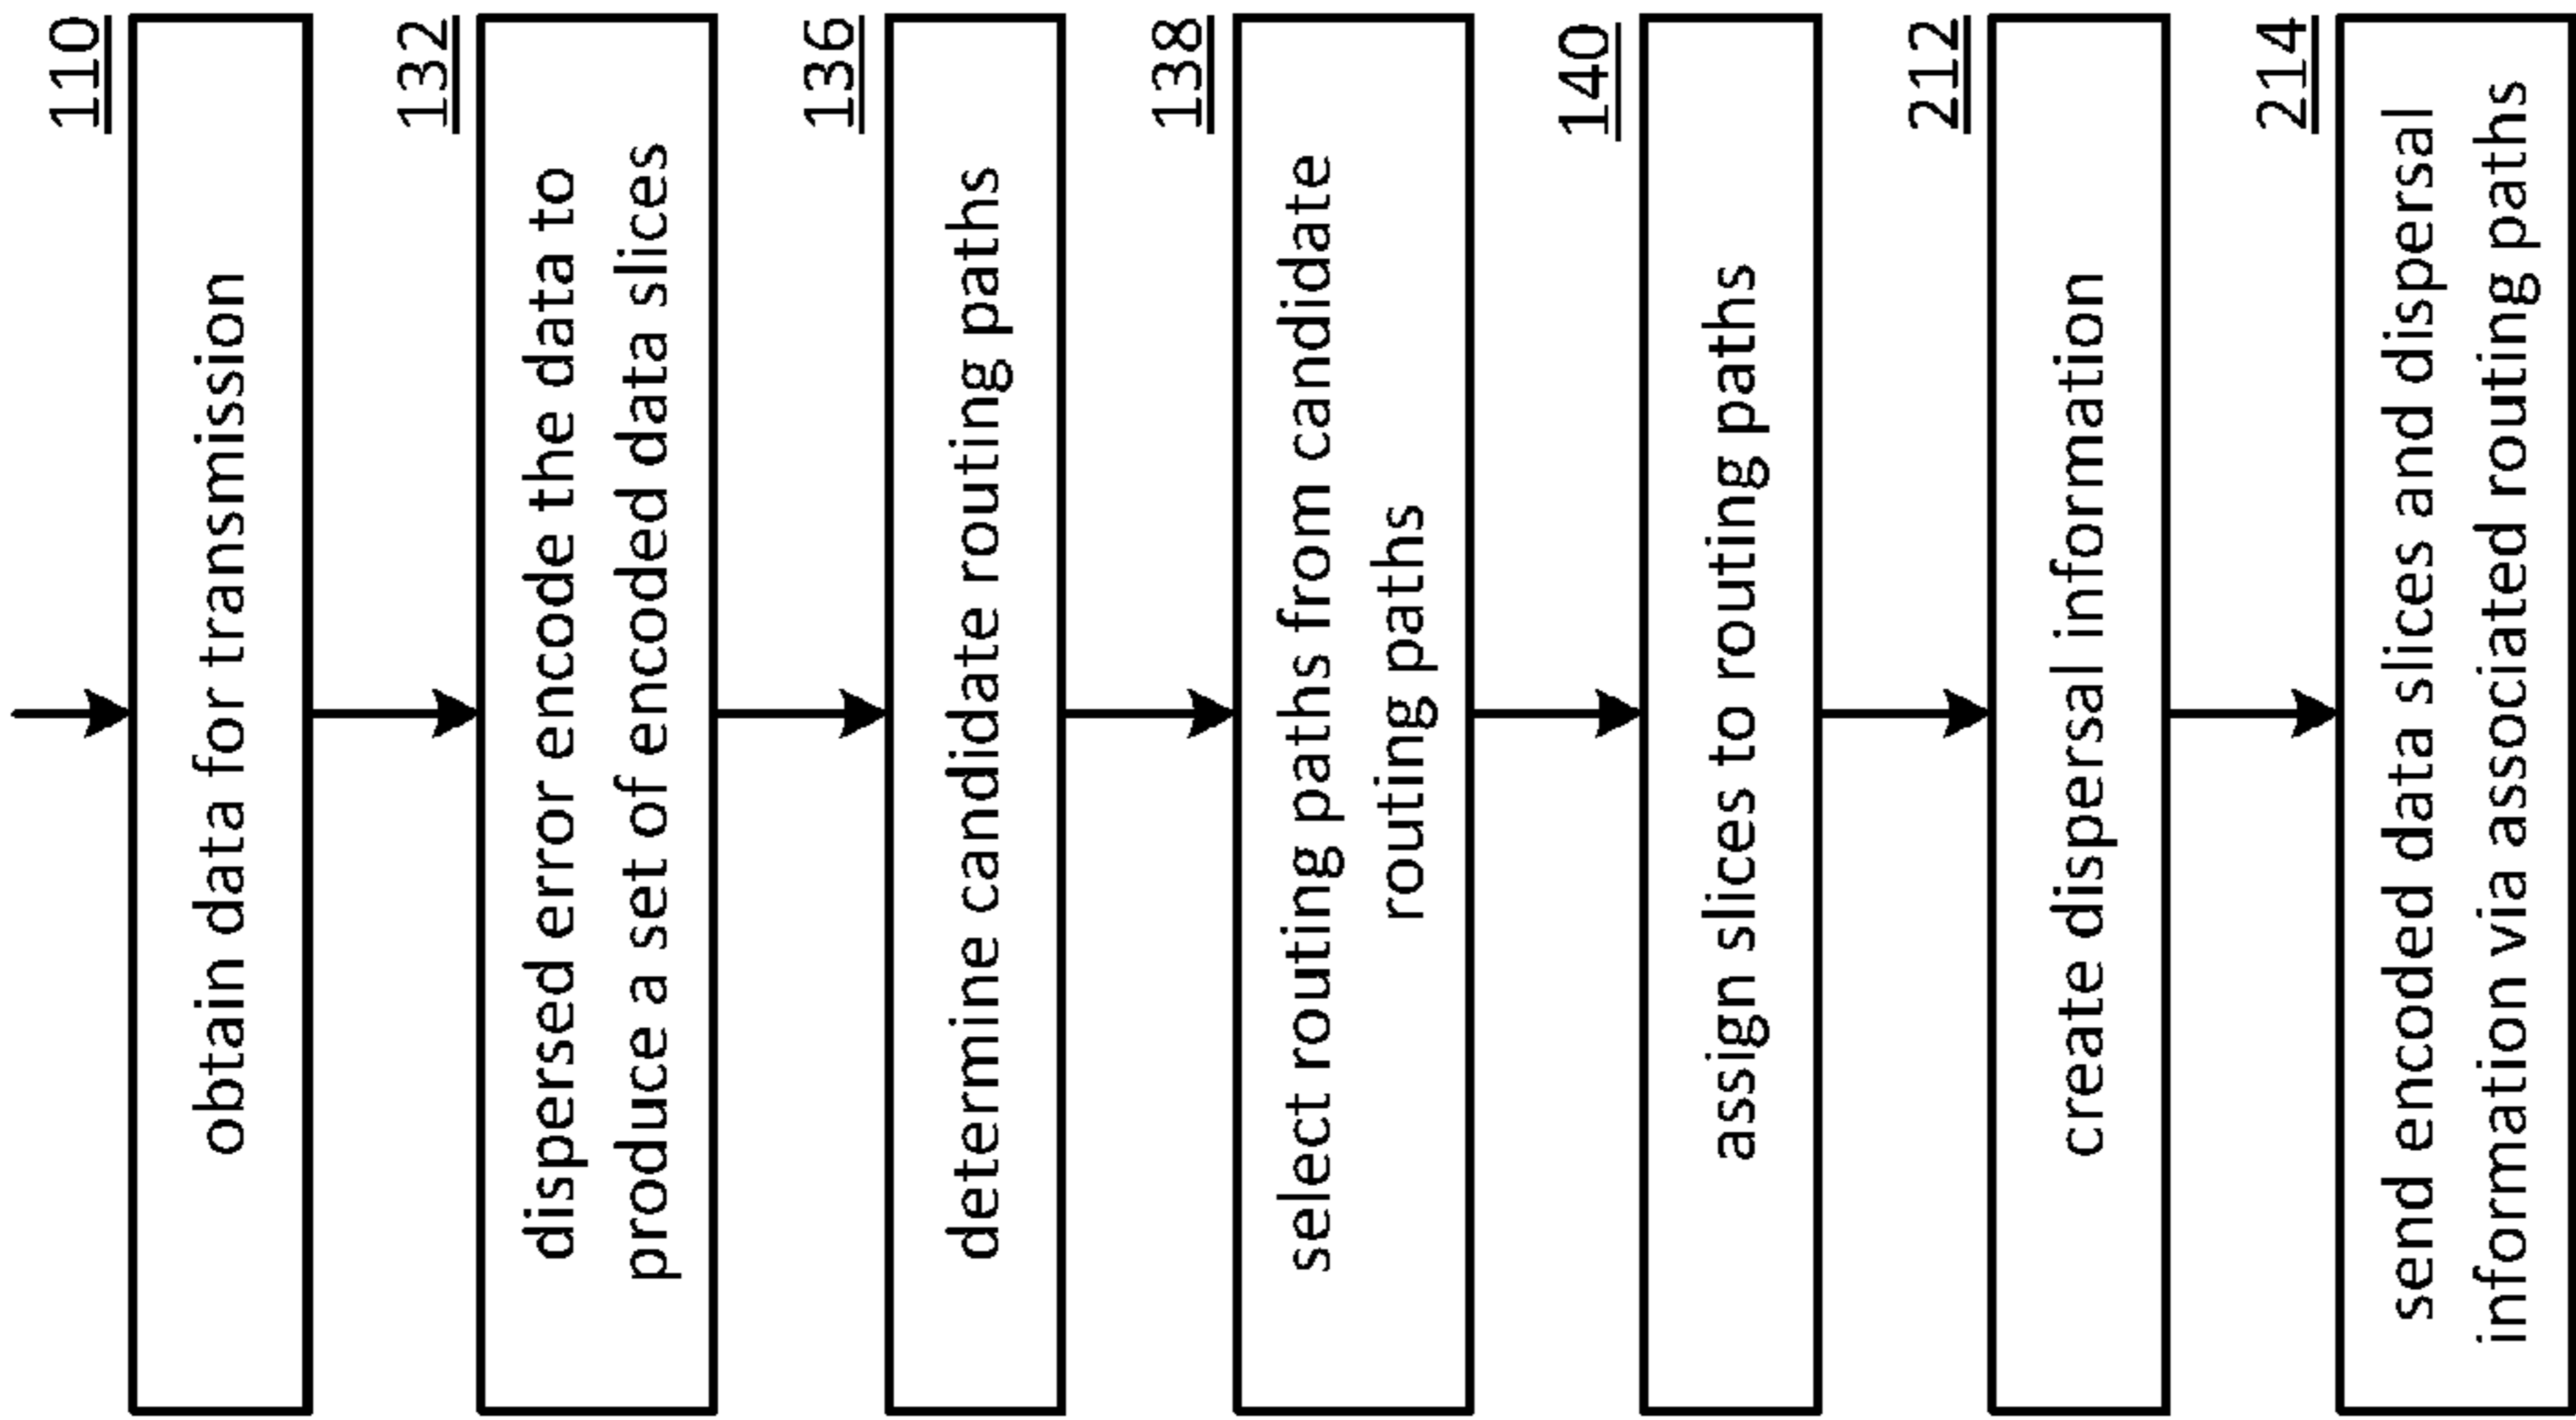 110
obtain data for transmission
132
dispersed error encode the data to
produce a set of encoded data slices
136
determine candidate routing paths
138
select routing paths from candidate
routing paths
140
assign slices to routing paths
212
create dispersal information
214
send encoded data slices and dispersal
information via associated routing paths